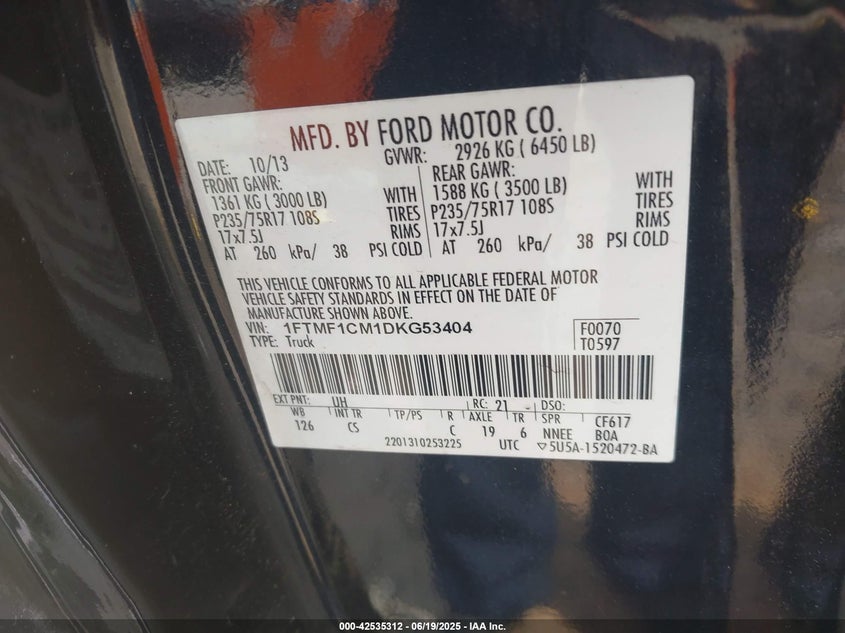 MFD. BY FORD MOTOR CO.
DATE: 10/13 GVWR: 2926 KG ( 6450 LB)
FRONT GAWR: REAR GAWR:
1361 KG ( 3000 LB) WITH 1588 KG ( 3500 LB) WITH
P235/75R17 108S TIRES P235/75R17 108S TIRES
17x7.5J RIMS 17x7.5J RIMS
AT 260 kPa/ 38 PSI COLD AT 260 kPa/ 38 PSI COLD
THIS VEHICLE CONFORMS TO ALL APPLICABLE FEDERAL MOTOR
VEHICLE SAFETY STANDARDS IN EFFECT ON THE DATE OF
MANUFACTURE SHOWN ABOVE.
VIN: 1FTMF1CM1DKG53404 F0070
TYPE: Truck T0597
EXT PNT: UH RC: 21 DSO:
WB INT TR TP/PS R AXLE TR SPR CF617
126 CS C 19 6 NNEE BOA
2201310253225 UTC ▽5U5A-1520472-BA
000-42535312 - 06/19/2025 - IAA Inc.